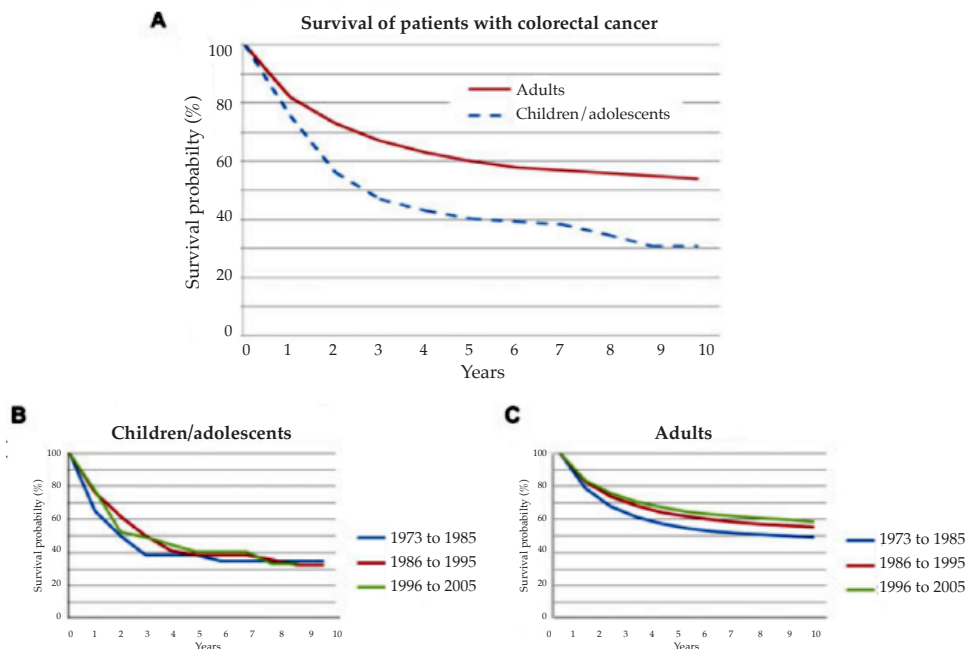 A
Survival of patients with colorectal cancer
Survival probabilty (%)
100
80
60
40
20
0
Adults
Children/adolescents
0 1 2 3 4 5 6 7 8 9 10
Years
B
Children/adolescents
Survival probabilty (%)
100
80
60
40
20
0
0 1 2 3 4 5 6 7 8 9 10
Years
1973 to 1985
1986 to 1995
1996 to 2005
C
Adults
Survival probabilty (%)
100
80
60
40
20
0
0 1 2 3 4 5 6 7 8 9 10
Years
1973 to 1985
1986 to 1995
1996 to 2005